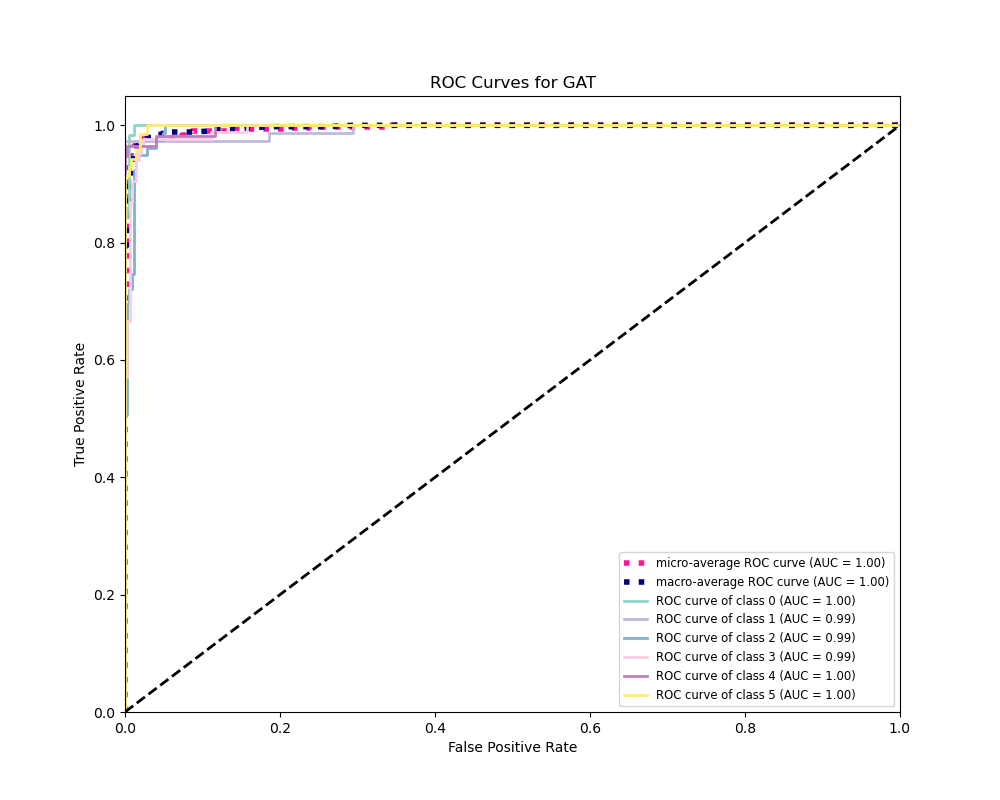 ROC Curves for GAT
1.0
0.8
0.6
0.4
0.2
0.0
True Positive Rate
0.0 0.2 0.4 0.6 0.8 1.0
False Positive Rate
micro-average ROC curve (AUC = 1.00)
macro-average ROC curve (AUC = 1.00)
ROC curve of class 0 (AUC = 1.00)
ROC curve of class 1 (AUC = 0.99)
ROC curve of class 2 (AUC = 0.99)
ROC curve of class 3 (AUC = 0.99)
ROC curve of class 4 (AUC = 1.00)
ROC curve of class 5 (AUC = 1.00)